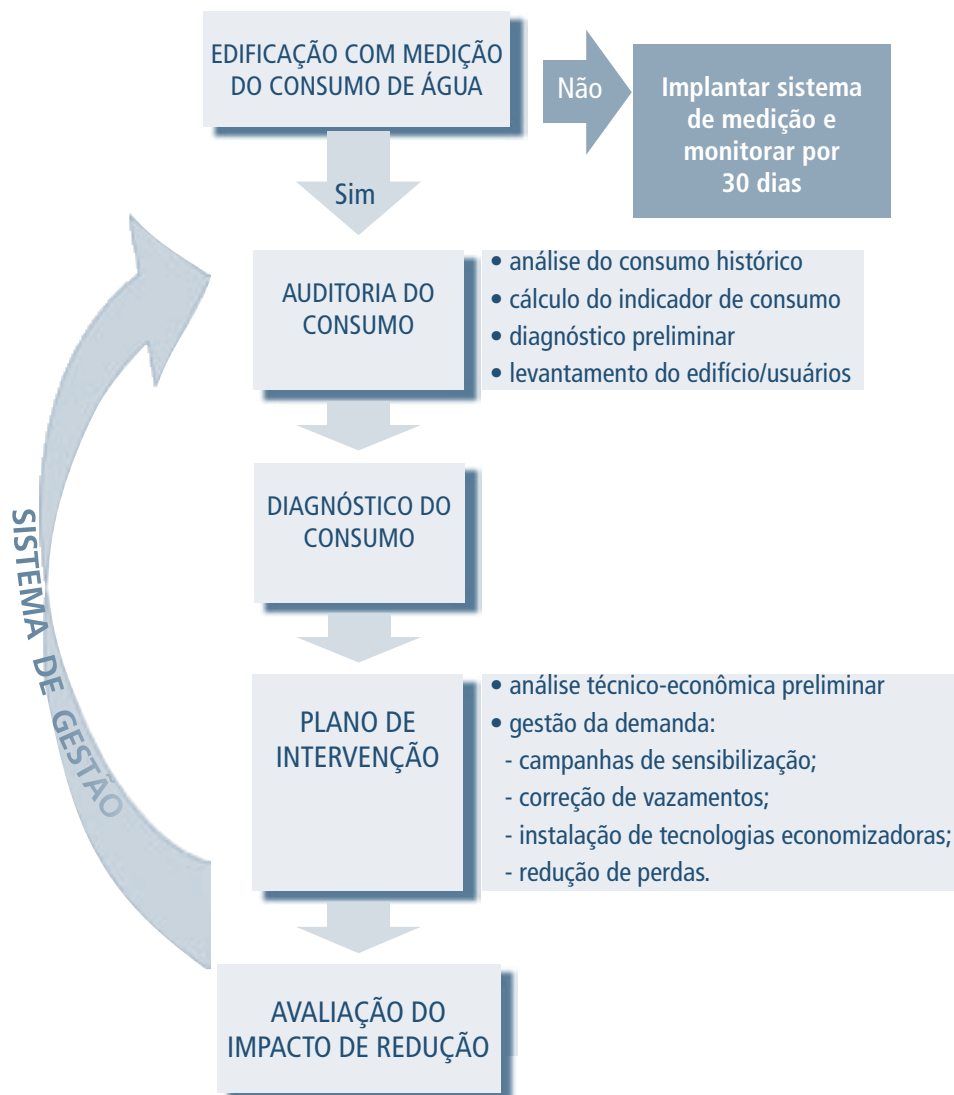 EDIFICAÇÃO COM MEDIÇÃO
DO CONSUMO DE ÁGUA
Não
Implantar sistema
de medição e
monitorar por
30 dias
Sim
AUDITORIA DO
CONSUMO
• análise do consumo histórico
• cálculo do indicador de consumo
• diagnóstico preliminar
• levantamento do edifício/usuários
DIAGNÓSTICO DO
CONSUMO
SISTEMA DE GESTÃO
PLANO DE
INTERVENÇÃO
• análise técnico-econômica preliminar
• gestão da demanda:
- campanhas de sensibilização;
- correção de vazamentos;
- instalação de tecnologias economizadoras;
- redução de perdas.
AVALIAÇÃO DO
IMPACTO DE REDUÇÃO